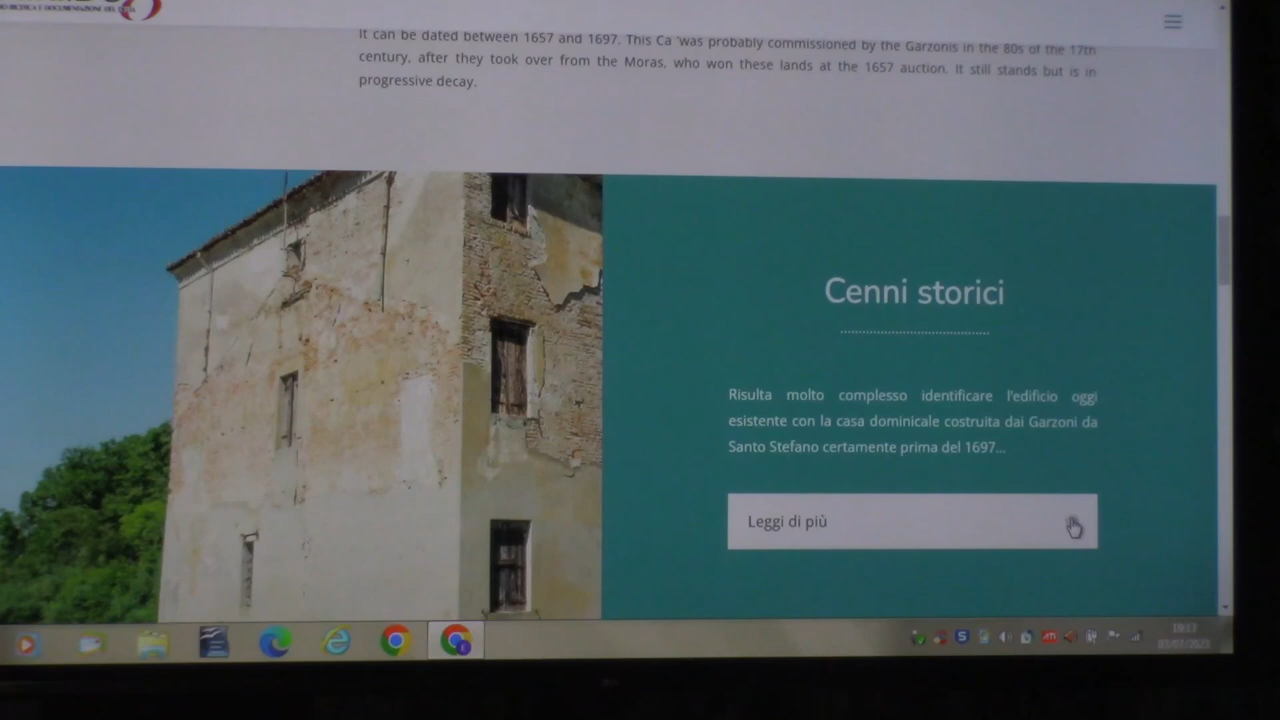 It can be dated between 1657 and 1697. This Ca 'was probably commissioned by the Garzonis in the 80s of the 17th
century, after they took over from the Moras, who won these lands at the 1657 auction. It still stands but is in
progressive decay.
Cenni storici
Risulta molto complesso identificare l'edificio oggi
esistente con la casa dominicale costruita dai Garzoni da
Santo Stefano certamente prima del 1697...
Leggi di più
S
ATI